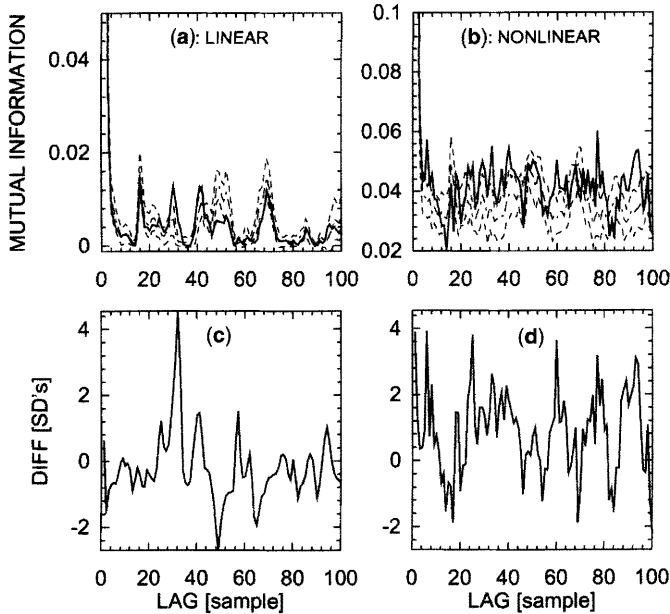 MUTUAL INFORMATION
0.04
0.02
0
(a): LINEAR
0 20 40 60 80 100
0.1
0.08
0.06
0.04
0.02
(b): NONLINEAR
0 20 40 60 80 100
DIFF [SD's]
4
2
0
-2
(c)
0 20 40 60 80 100
LAG [sample]
4
2
0
-2
(d)
0 20 40 60 80 100
LAG [sample]